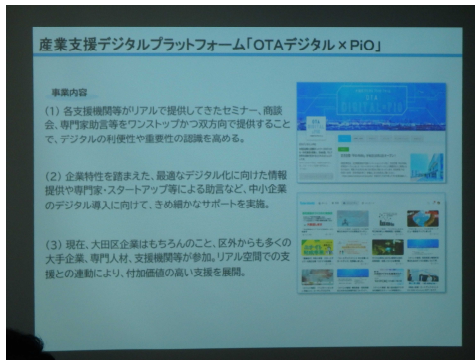 産業支援デジタルプラットフォーム「OTAデジタル×PiO」
事業内容
(1) 各支援機関等がリアルで提供してきたセミナー、商談
会、専門家助言等をワンストップかつ双方向で提供すること
で、デジタルの利便性や重要性の認識を高める。
(2) 企業特性を踏まえた、最適なデジタル化に向けた情報
提供や専門家・スタートアップ等による助言など、中小企業
のデジタル導入に向けて、きめ細かなサポートを実施。
(3) 現在、大田区企業はもちろんのこと、区外からも多くの
大手企業、専門人材、支援機関等が参加。リアル空間での支
援との連動により、付加価値の高い支援を展開。